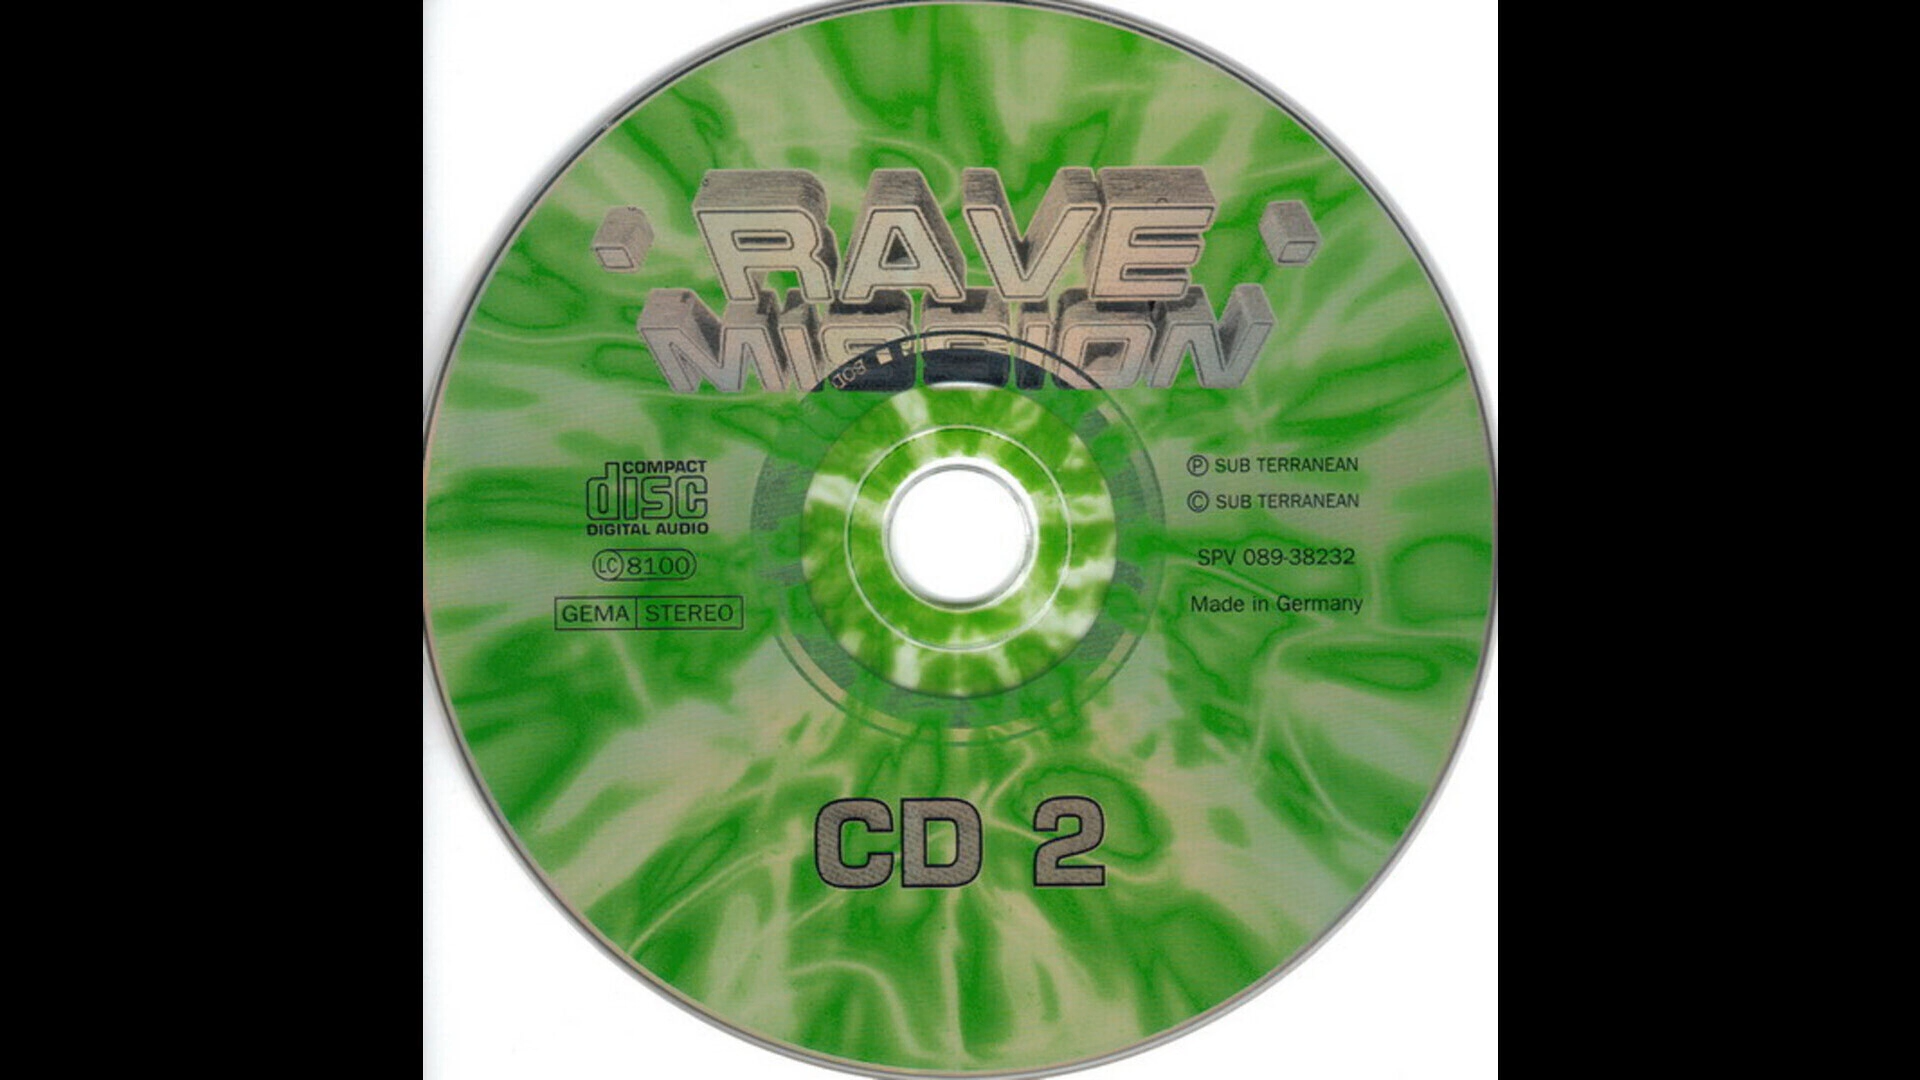 RAVE
MISSION
COMPACT
disc
DIGITAL AUDIO
LC 8100
GEMA STEREO
Ⓟ SUB TERRANEAN
© SUB TERRANEAN
SPV 089-38232
Made in Germany
CD 2